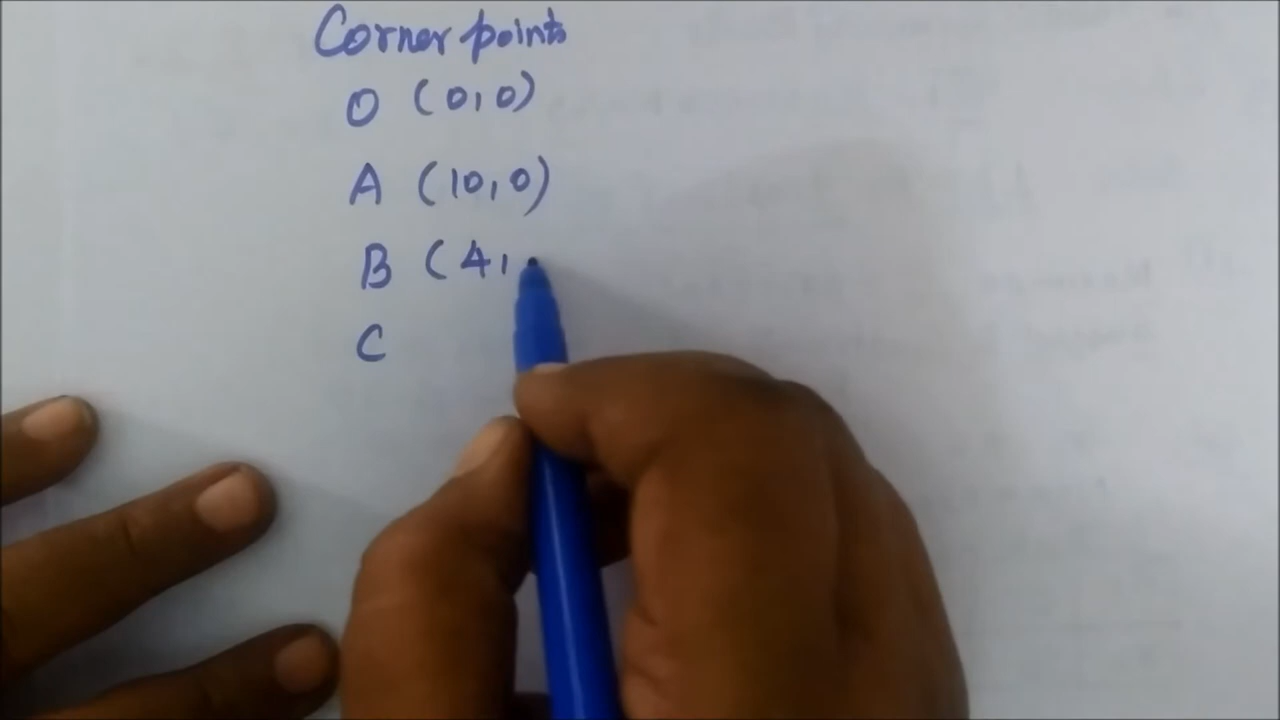 Corner points
O (0,0)
A (10,0)
B (4,
C